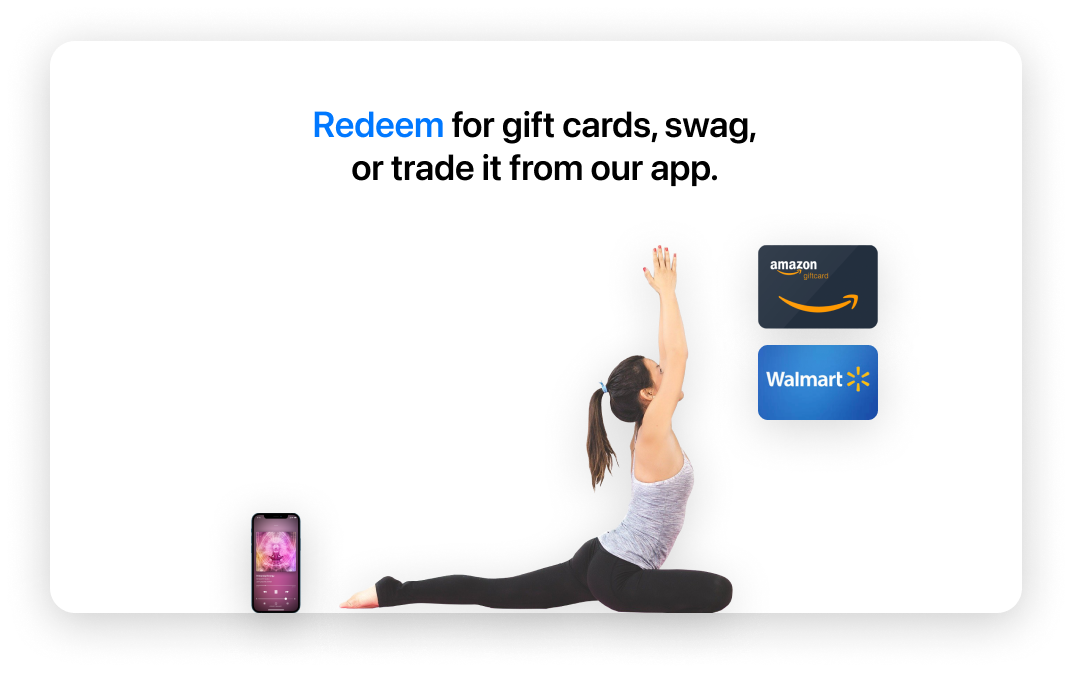 Redeem for gift cards, swag,
or trade it from our app.
amazon
giftcard
Walmart